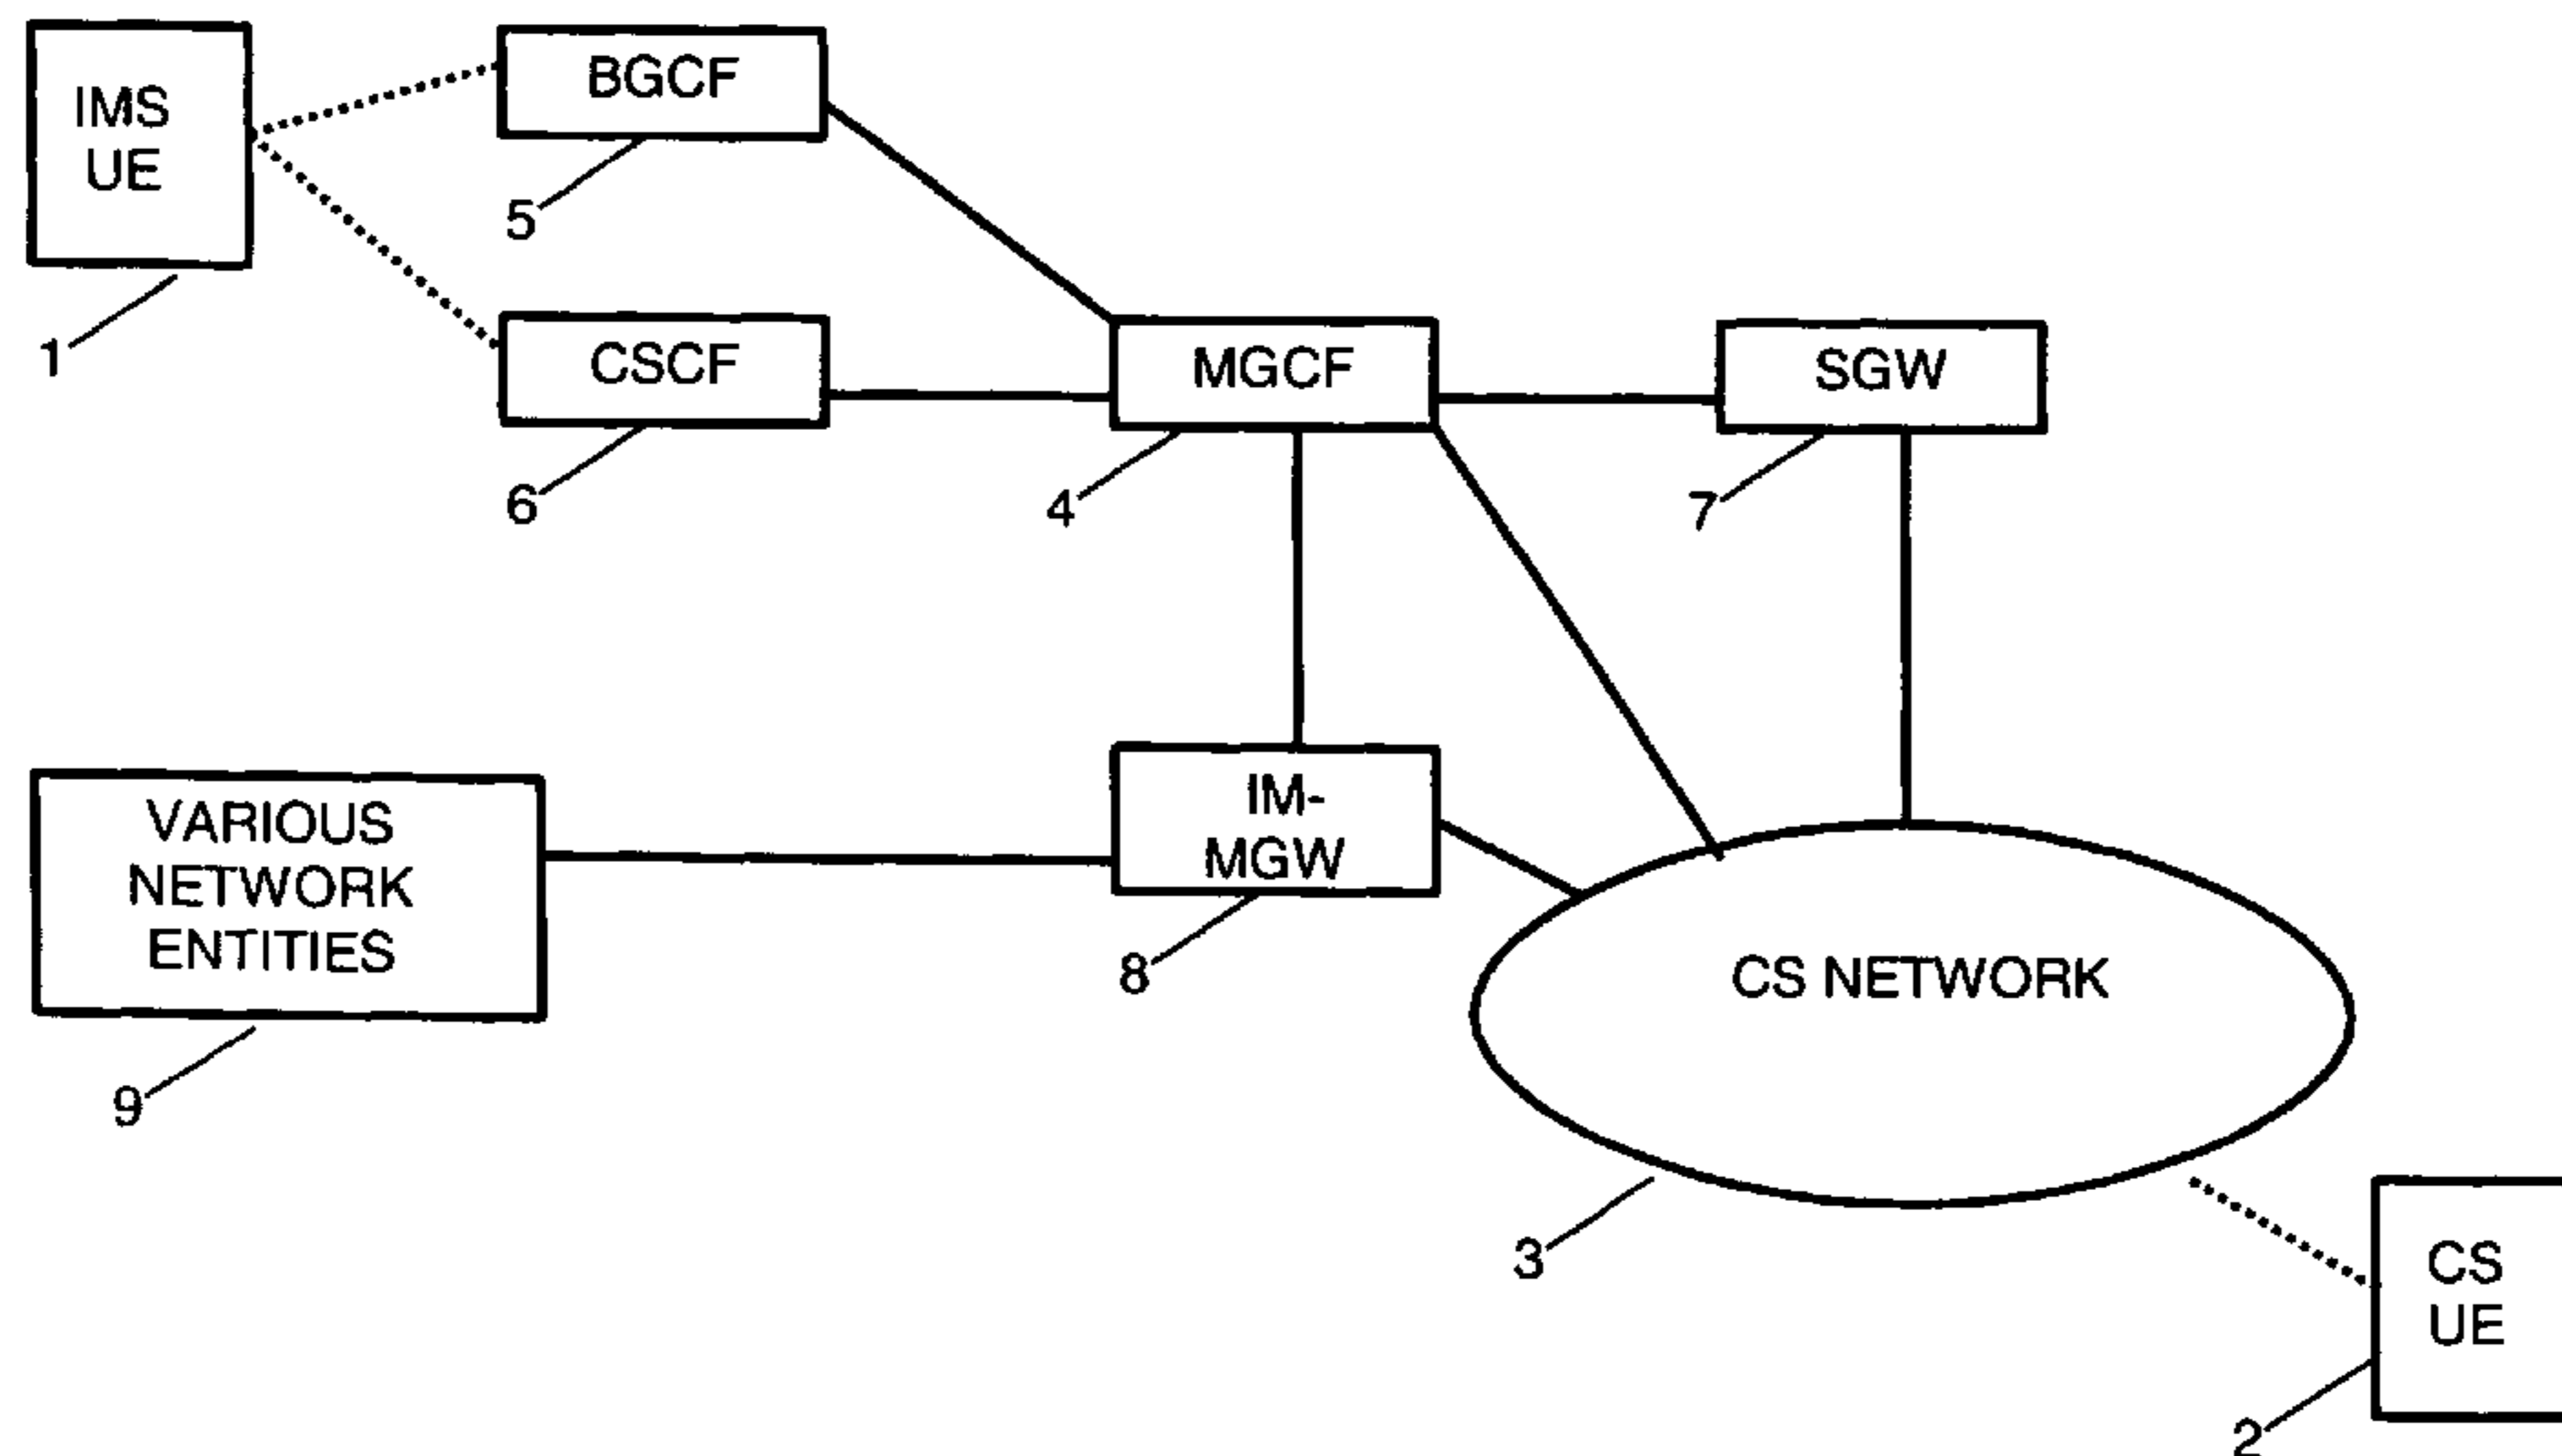 IMS
UE
1
BGCF
5
CSCF
6
MGCF
4
SGW
7
VARIOUS
NETWORK
ENTITIES
9
IM-
MGW
8
CS NETWORK
3
CS
UE
2